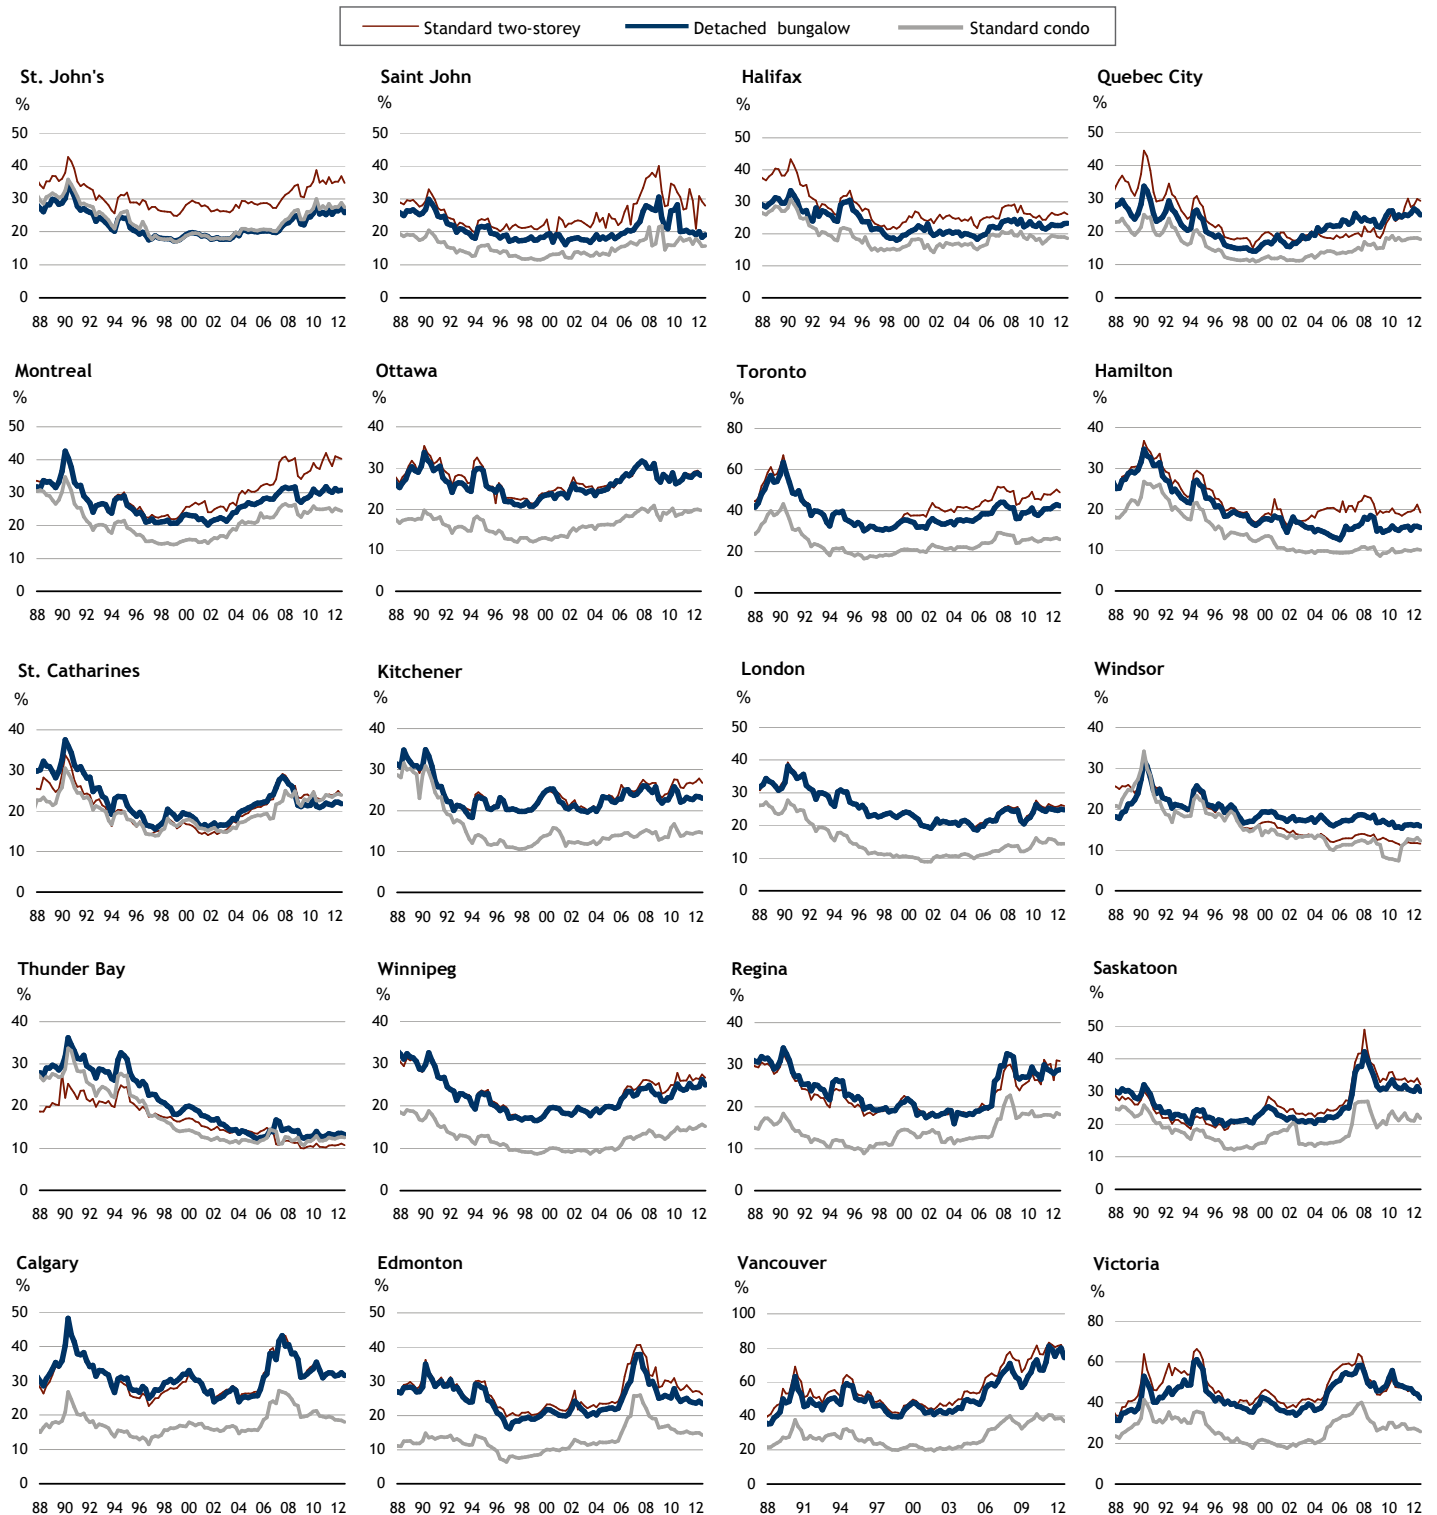 Standard two-storey Detached bungalow Standard condo
St. John's Saint John Halifax Quebec City
% % % %
50 50 50 50
40 40 40 40
30 30 30 30
20 20 20 20
10 10 10 10
0 0 0 0
88 90 92 94 96 98 00 02 04 06 08 10 12 88 90 92 94 96 98 00 02 04 06 08 10 12 88 90 92 94 96 98 00 02 04 06 08 10 12 88 90 92 94 96 98 00 02 04 06 08 10 12
Montreal Ottawa Toronto Hamilton
% % % %
50 40 80 40
40 30 60 30
30 20 40 20
20 10 20 10
10 0 0 0
0
88 90 92 94 96 98 00 02 04 06 08 10 12 88 90 92 94 96 98 00 02 04 06 08 10 12 88 90 92 94 96 98 00 02 04 06 08 10 12 88 90 92 94 96 98 00 02 04 06 08 10 12
St. Catharines Kitchener London Windsor
% % % %
40 40 50 40
30 30 40 30
20 20 30 20
10 10 20 10
0 0 10 0
0
88 90 92 94 96 98 00 02 04 06 08 10 12 88 90 92 94 96 98 00 02 04 06 08 10 12 88 90 92 94 96 98 00 02 04 06 08 10 12 88 90 92 94 96 98 00 02 04 06 08 10 12
Thunder Bay Winnipeg Regina Saskatoon
% % % %
40 40 40 50
30 30 30 40
20 20 20 30
10 10 10 20
0 0 0 10
0
88 90 92 94 96 98 00 02 04 06 08 10 12 88 90 92 94 96 98 00 02 04 06 08 10 12 88 90 92 94 96 98 00 02 04 06 08 10 12 88 90 92 94 96 98 00 02 04 06 08 10 12
Calgary Edmonton Vancouver Victoria
% % % %
50 50 100 80
40 40 80 60
30 30 60 40
20 20 40 20
10 10 20 0
0 0 0
88 90 92 94 96 98 00 02 04 06 08 10 12 88 90 92 94 96 98 00 02 04 06 08 10 12 88 91 94 97 00 03 06 09 12 88 90 92 94 96 98 00 02 04 06 08 10 12